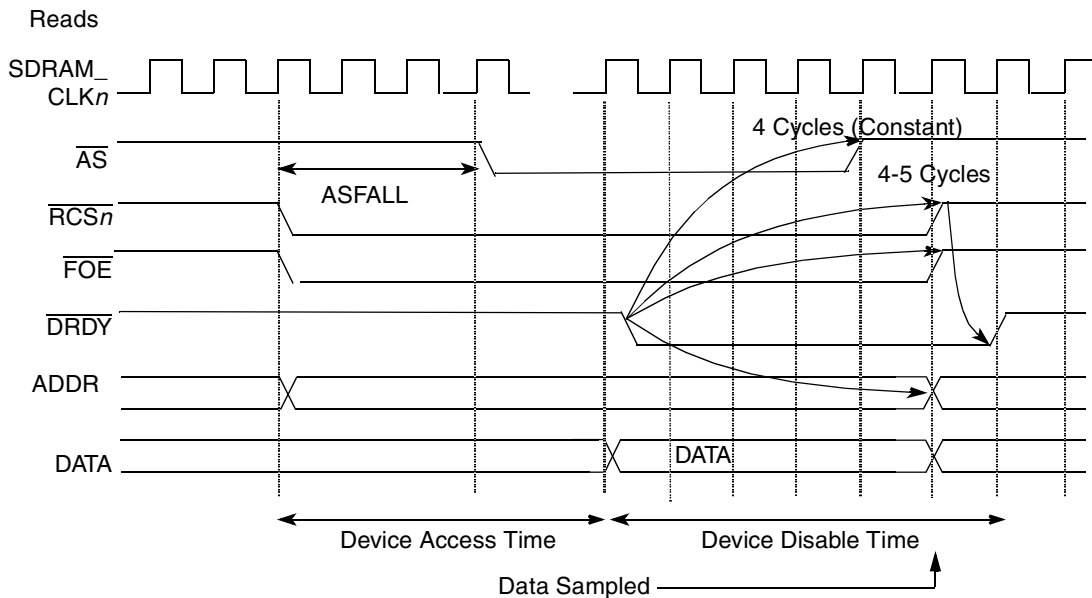 Reads
SDRAM_
CLKn
4 Cycles (Constant)
AS
4-5 Cycles
ASFALL
RCSn
FOE
DRDY
ADDR
DATA
DATA
Device Access Time
Device Disable Time
Data Sampled